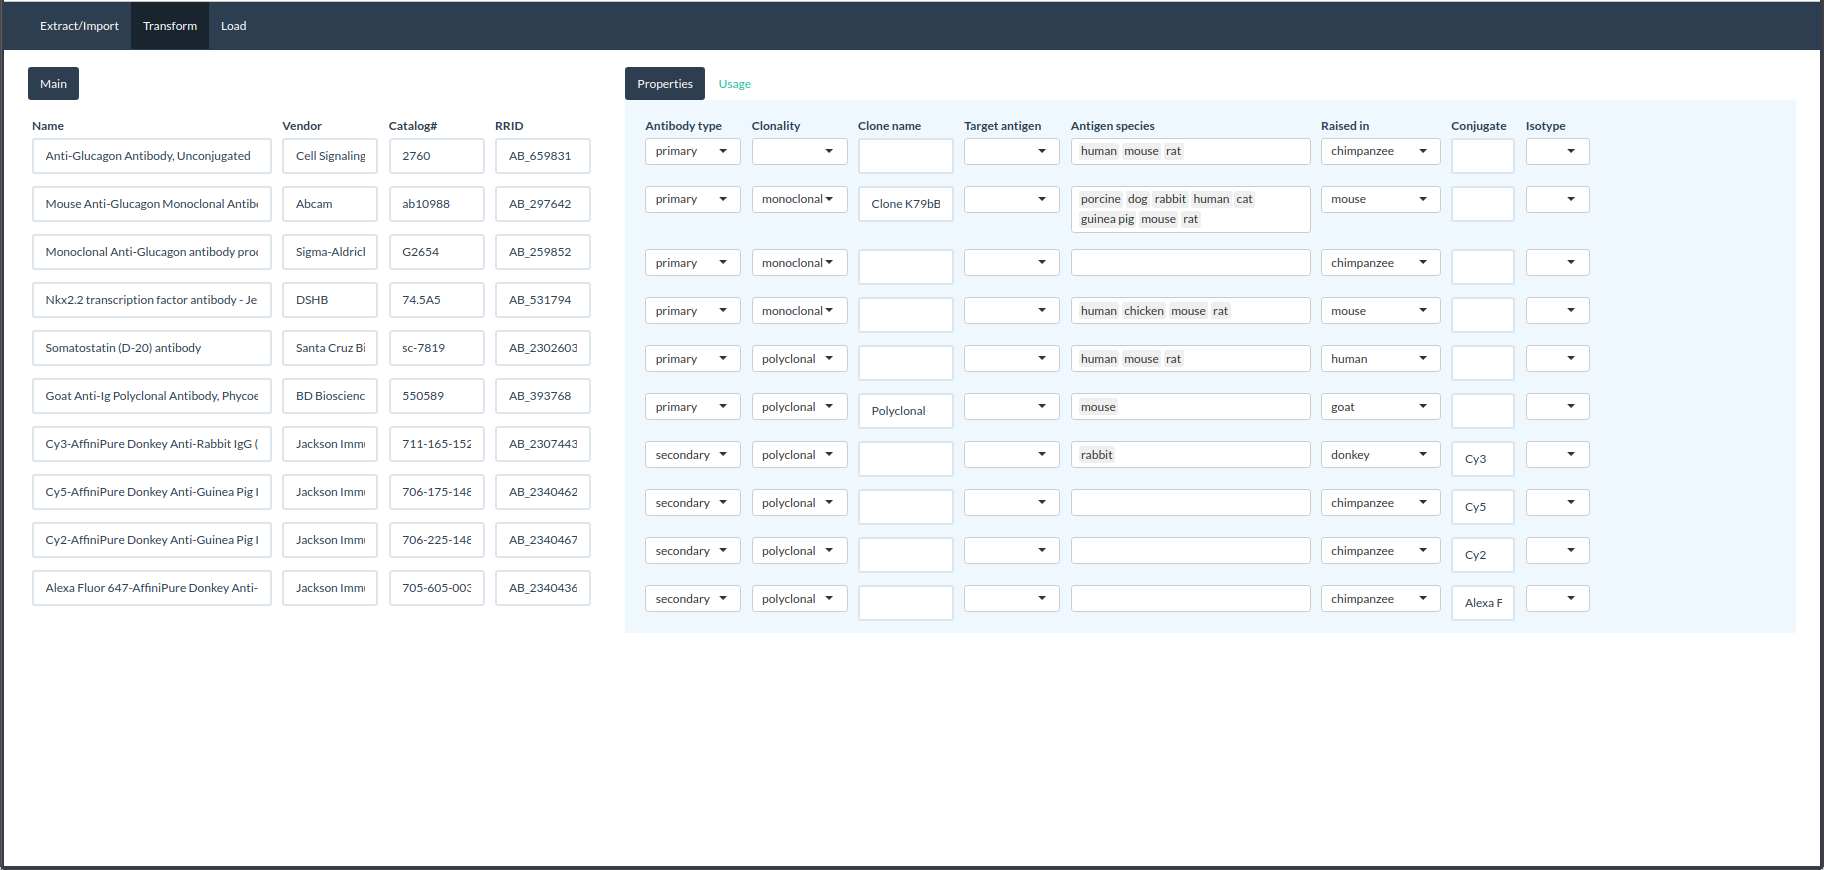 Extract/Import Transform Load
Main Properties Usage
Name Vendor Catalog# RRID Antibody type Clonality Clone name Target antigen Antigen species Raised in Conjugate Isotype
Anti-Glucagon Antibody, Unconjugated Cell Signaling 2760 AB_659831 primary human mouse rat chimpanzee
Mouse Anti-Glucagon Monoclonal Antib Abcam ab10988 AB_297642 primary monoclonal Clone K79bB porcine dog rabbit human cat mouse
guinea pig mouse rat
Monoclonal Anti-Glucagon antibody pro Sigma-Aldric G2654 AB_259852 primary monoclonal chimpanzee
Nkx2.2 transcription factor antibody - Je DSHB 74.5A5 AB_531794 primary monoclonal human chicken mouse rat mouse
Somatostatin (D-20) antibody Santa Cruz Bi sc-7819 AB_2302603 primary polyclonal human mouse rat human
Goat Anti-Ig Polyclonal Antibody, Phycoe BD Bioscienc 550589 AB_393768 primary polyclonal Polyclonal mouse goat
Cy3-AffiniPure Donkey Anti-Rabbit IgG ( Jackson Imm 711-165-152 AB_2307443 secondary polyclonal rabbit donkey Cy3
Cy5-AffiniPure Donkey Anti-Guinea Pig I Jackson Imm 706-175-148 AB_2340462 secondary polyclonal chimpanzee Cy5
Cy2-AffiniPure Donkey Anti-Guinea Pig I Jackson Imm 706-225-148 AB_2340467 secondary polyclonal chimpanzee Cy2
Alexa Fluor 647-AffiniPure Donkey Anti- Jackson Imm 705-605-003 AB_2340436 secondary polyclonal chimpanzee Alexa F